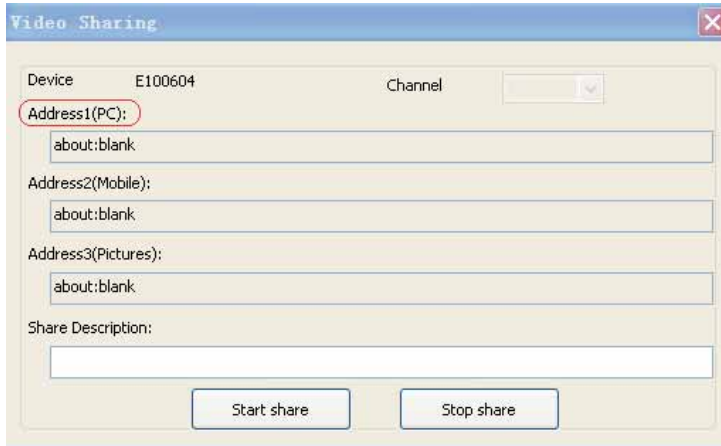 Video Sharing
Device E100604 Channel
Address1(PC):
about:blank
Address2(Mobile):
about:blank
Address3(Pictures):
about:blank
Share Description:
Start share Stop share